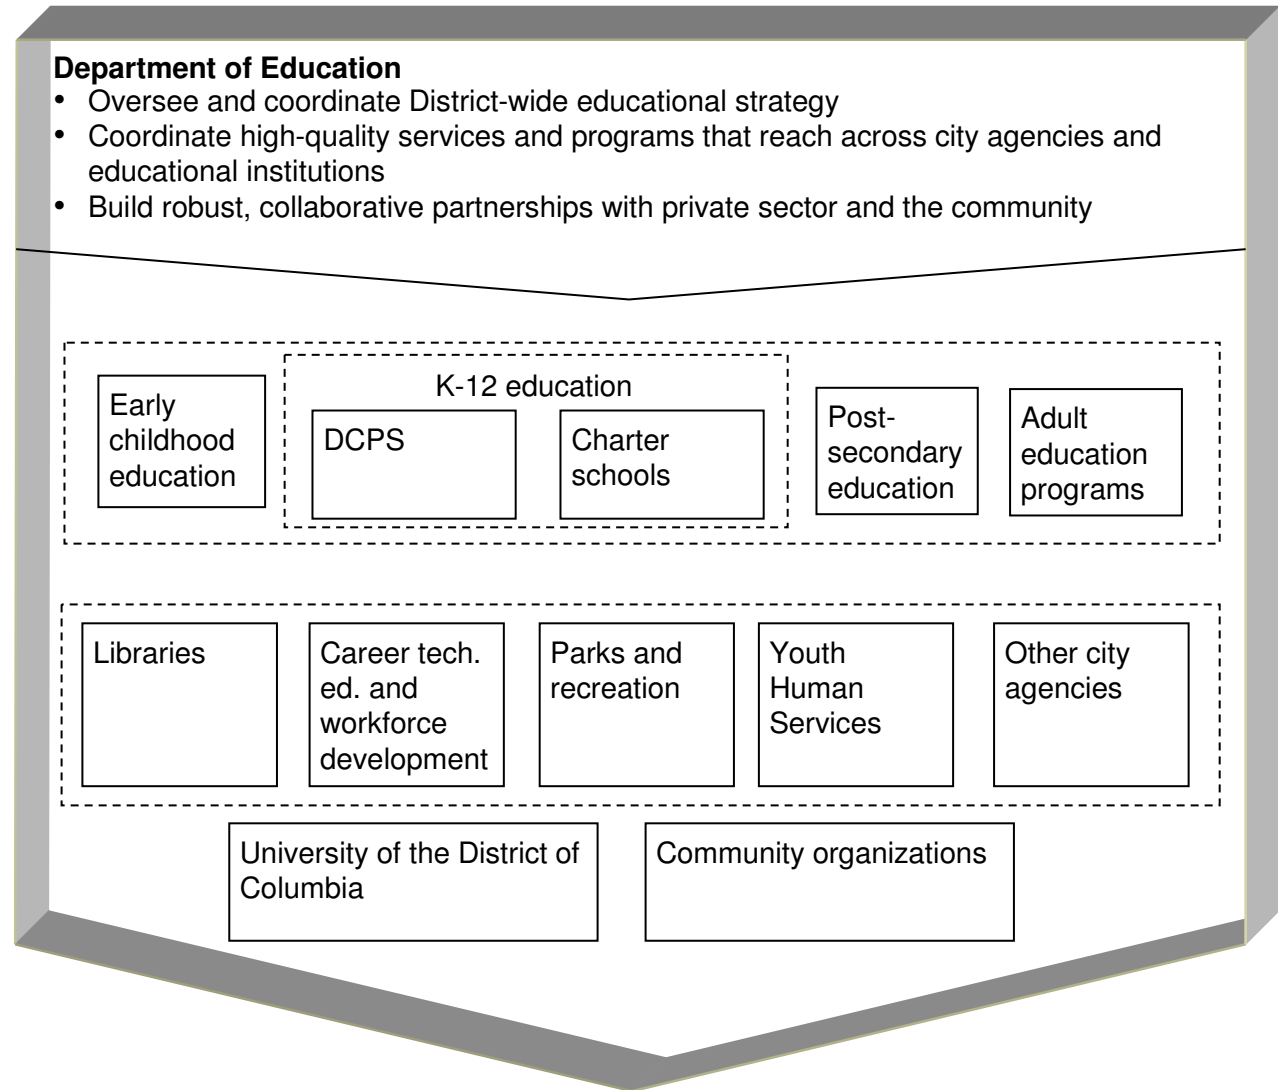 Department of Education
• Oversee and coordinate District-wide educational strategy
• Coordinate high-quality services and programs that reach across city agencies and
educational institutions
• Build robust, collaborative partnerships with private sector and the community
Early
childhood
education
K-12 education
DCPS
Charter
schools
Post-
secondary
education
Adult
education
programs
Libraries
Career tech.
ed. and
workforce
development
Parks and
recreation
Youth
Human
Services
Other city
agencies
University of the District of
Columbia
Community organizations